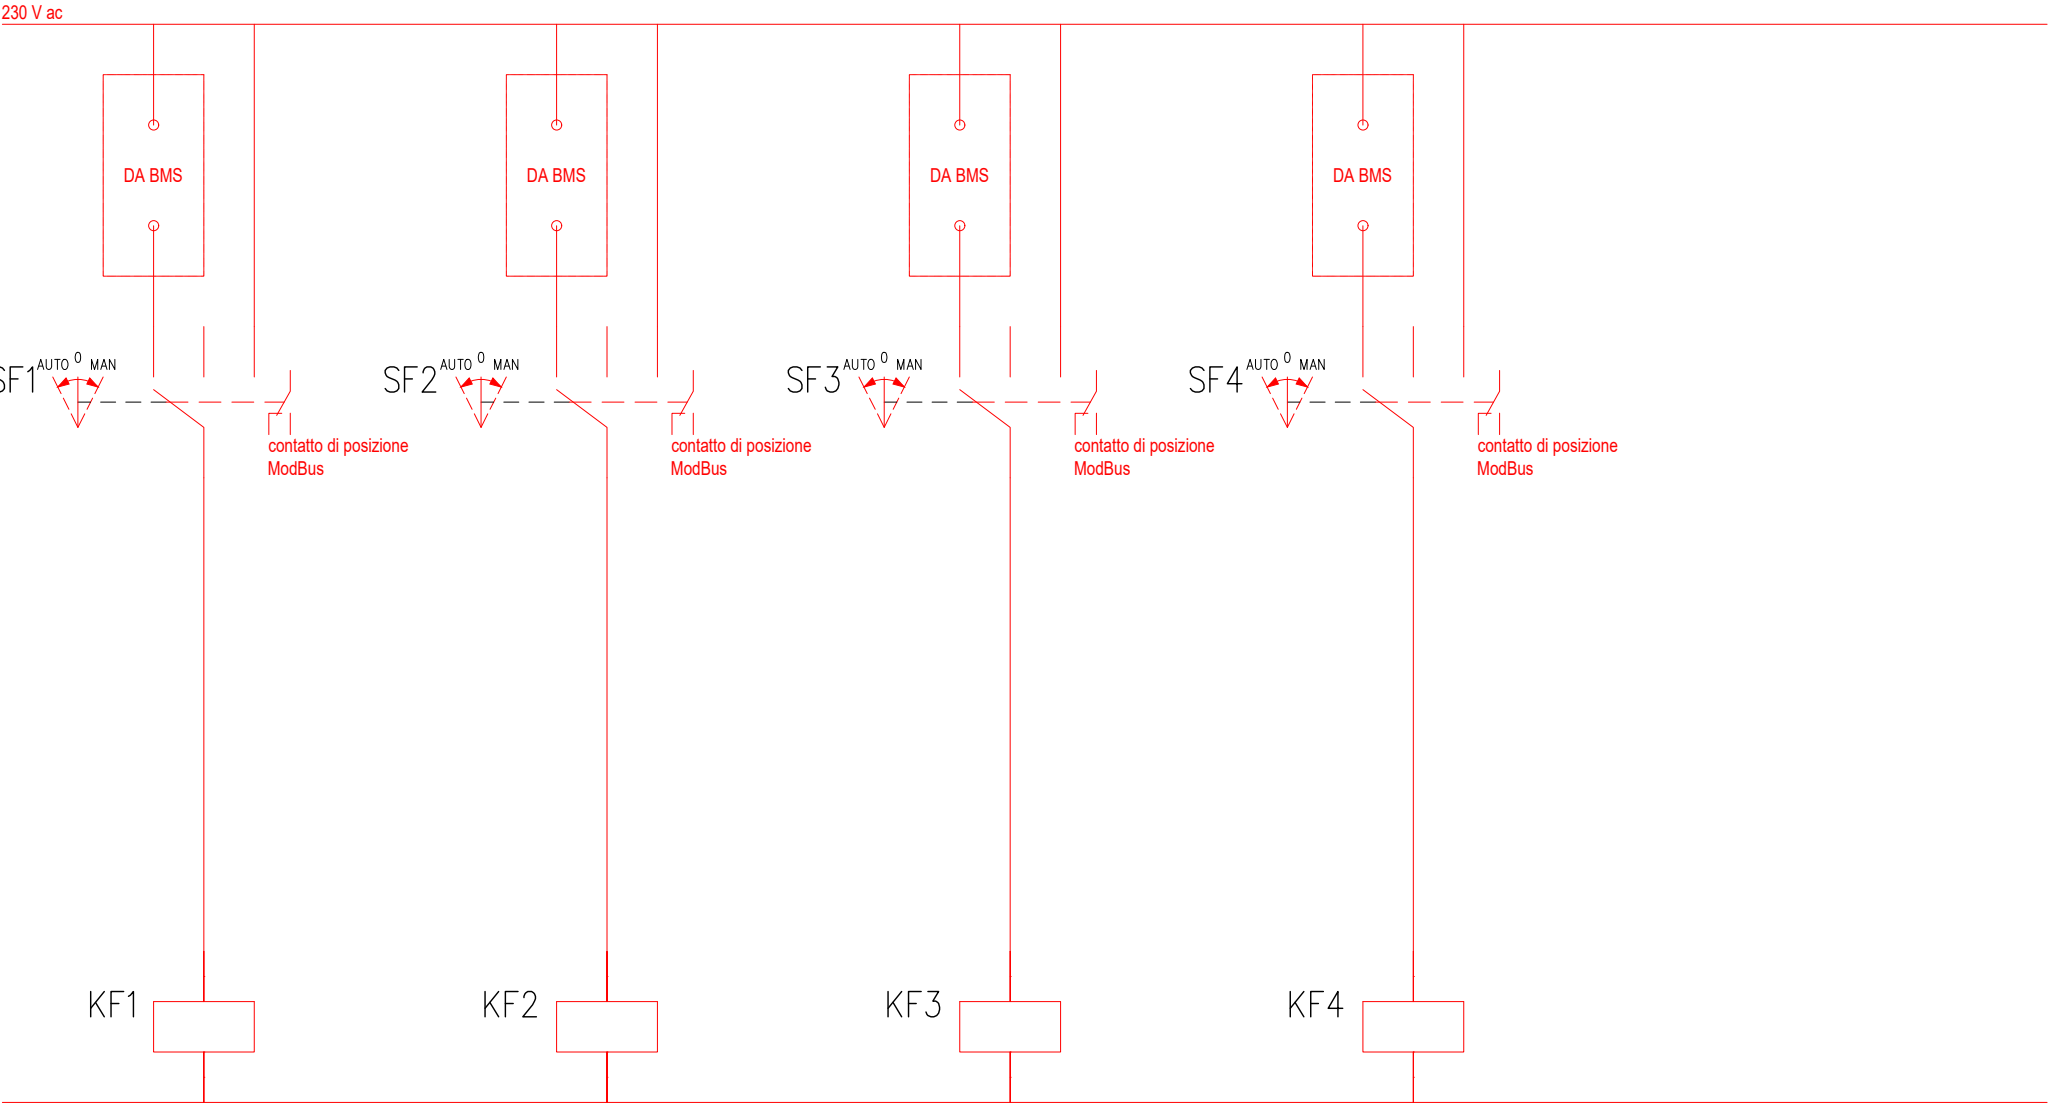 230 V ac
DA BMS
DA BMS
DA BMS
DA BMS
SF1 AUTO 0 MAN
SF2 AUTO 0 MAN
SF3 AUTO 0 MAN
SF4 AUTO 0 MAN
contatto di posizione
ModBus
contatto di posizione
ModBus
contatto di posizione
ModBus
contatto di posizione
ModBus
KF1
KF2
KF3
KF4